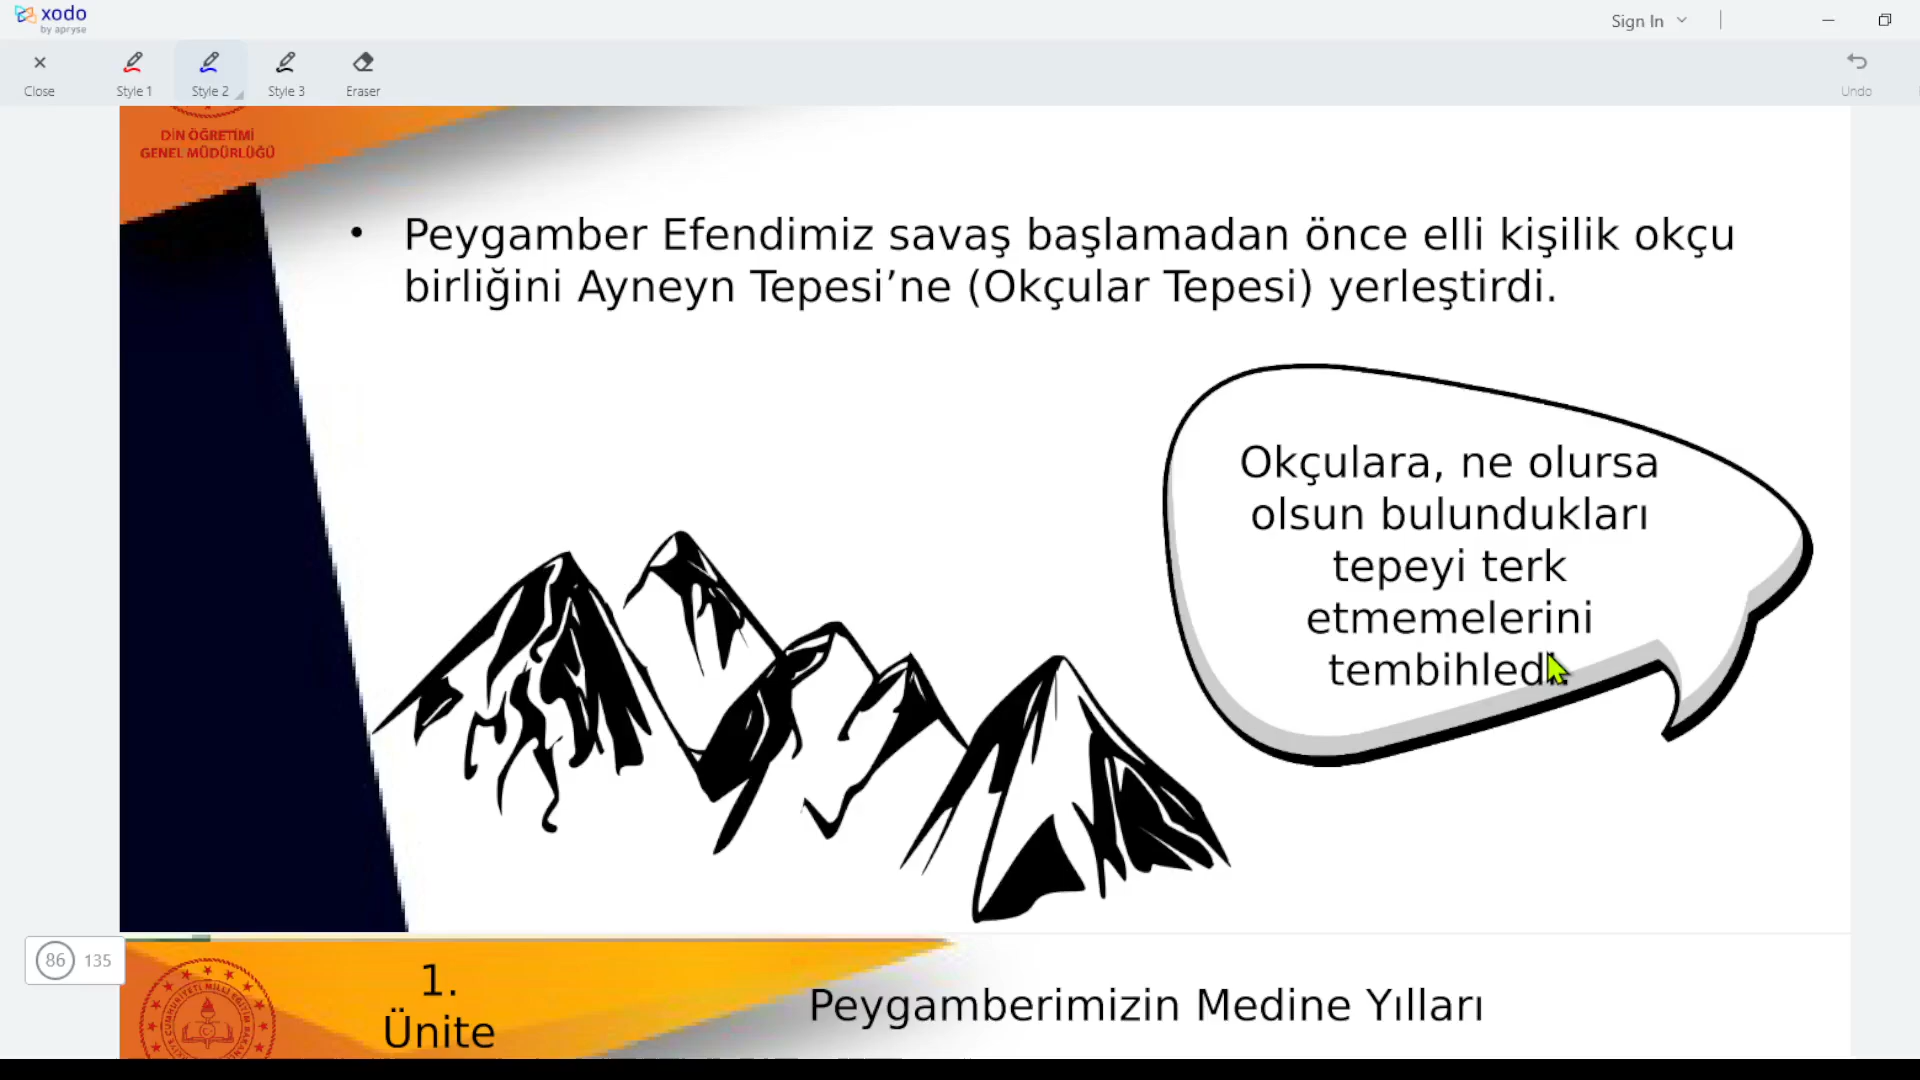 xodo
by apryse
Sign In
Close
Style 1
Style 2
Style 3
Eraser
Undo
DİN ÖĞRETİMİ
GENEL MÜDÜRLÜĞÜ
• Peygamber Efendimiz savaş başlamadan önce elli kişilik okçu
birliğini Ayneyn Tepesi’ne (Okçular Tepesi) yerleştirdi.
Okçulara, ne olursa
olsun bulundukları
tepeyi terk
etmemelerini
tembihledi.
86 135
1.
Ünite
Peygamberimizin Medine Yılları